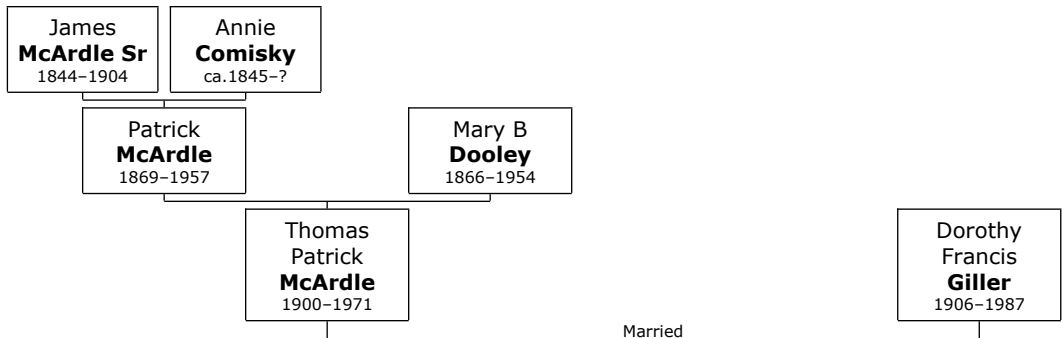 James
McArdle Sr
1844–1904
Annie
Comisky
ca.1845–?
Patrick
McArdle
1869–1957
Mary B
Dooley
1866–1954
Thomas
Patrick
McArdle
1900–1971
Dorothy
Francis
Giller
1906–1987
Married